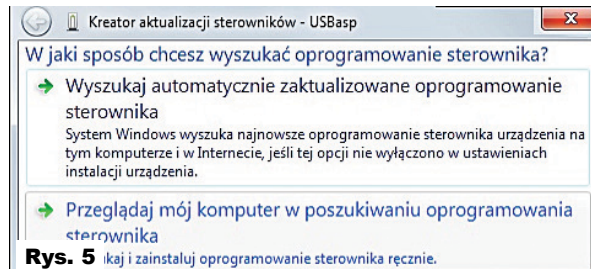 Kreator aktualizacji sterowników - USBasp
W jaki sposób chcesz wyszukać oprogramowanie sterownika?
Wyszukaj automatycznie zaktualizowane oprogramowanie
sterownika
System Windows wyszuka najnowsze oprogramowanie sterownika urządzenia na
tym komputerze i w Internecie, jeśli tej opcji nie wyłączono w ustawieniach
instalacji urządzenia.
Przeglądaj mój komputer w poszukiwaniu oprogramowania
sterownika
Rys. 5 i zainstaluj oprogramowanie sterownika ręcznie.